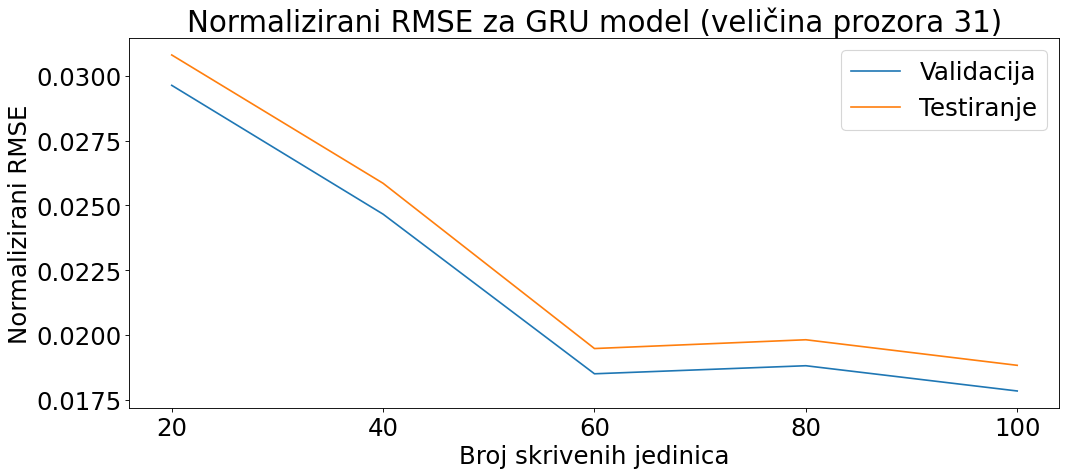 Normalizirani RMSE za GRU model (veličina prozora 31)
Validacija
Testiranje
Normalizirani RMSE
0.0300
0.0275
0.0250
0.0225
0.0200
0.0175
20 40 60 80 100
Broj skrivenih jedinica